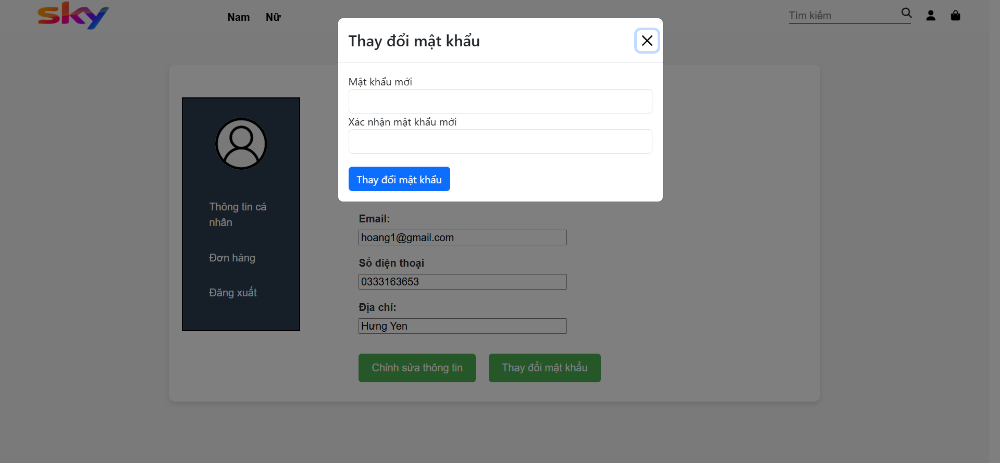 sky
Nam
Nữ
Tìm kiếm
Thay đổi mật khẩu
Mật khẩu mới
Xác nhận mật khẩu mới
Thay đổi mật khẩu
Thông tin cá
nhân
Đơn hàng
Đăng xuất
Email:
hoang1@gmail.com
Số điện thoại
0333163653
Địa chỉ:
Hưng Yen
Chỉnh sửa thông tin
Thay đổi mật khẩu